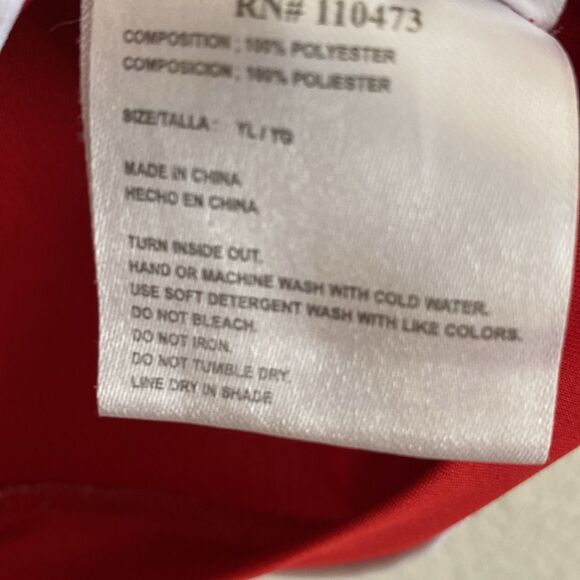 RN# 110473
COMPOSITION : 100% POLYESTER
COMPOSICION : 100% POLIESTER
SIZE/TALLA : YL / YG
MADE IN CHINA
HECHO EN CHINA
TURN INSIDE OUT.
HAND OR MACHINE WASH WITH COLD WATER.
USE SOFT DETERGENT WASH WITH LIKE COLORS.
DO NOT BLEACH.
DO NOT IRON.
DO NOT TUMBLE DRY.
LINE DRY IN SHADE